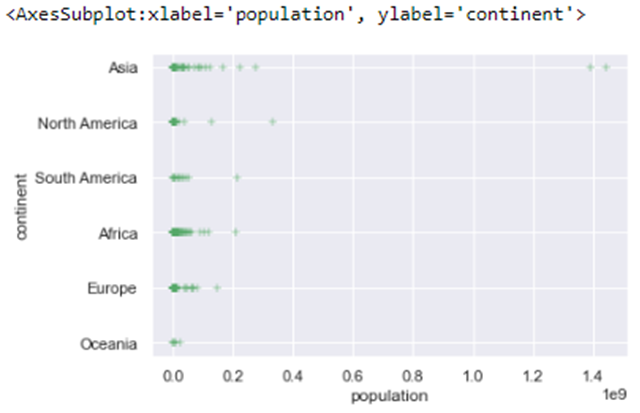 <AxesSubplot:xlabel='population', ylabel='continent'>
Asia
North America
South America
Africa
Europe
Oceania
continent
0.0 0.2 0.4 0.6 0.8 1.0 1.2 1.4
1e9
population